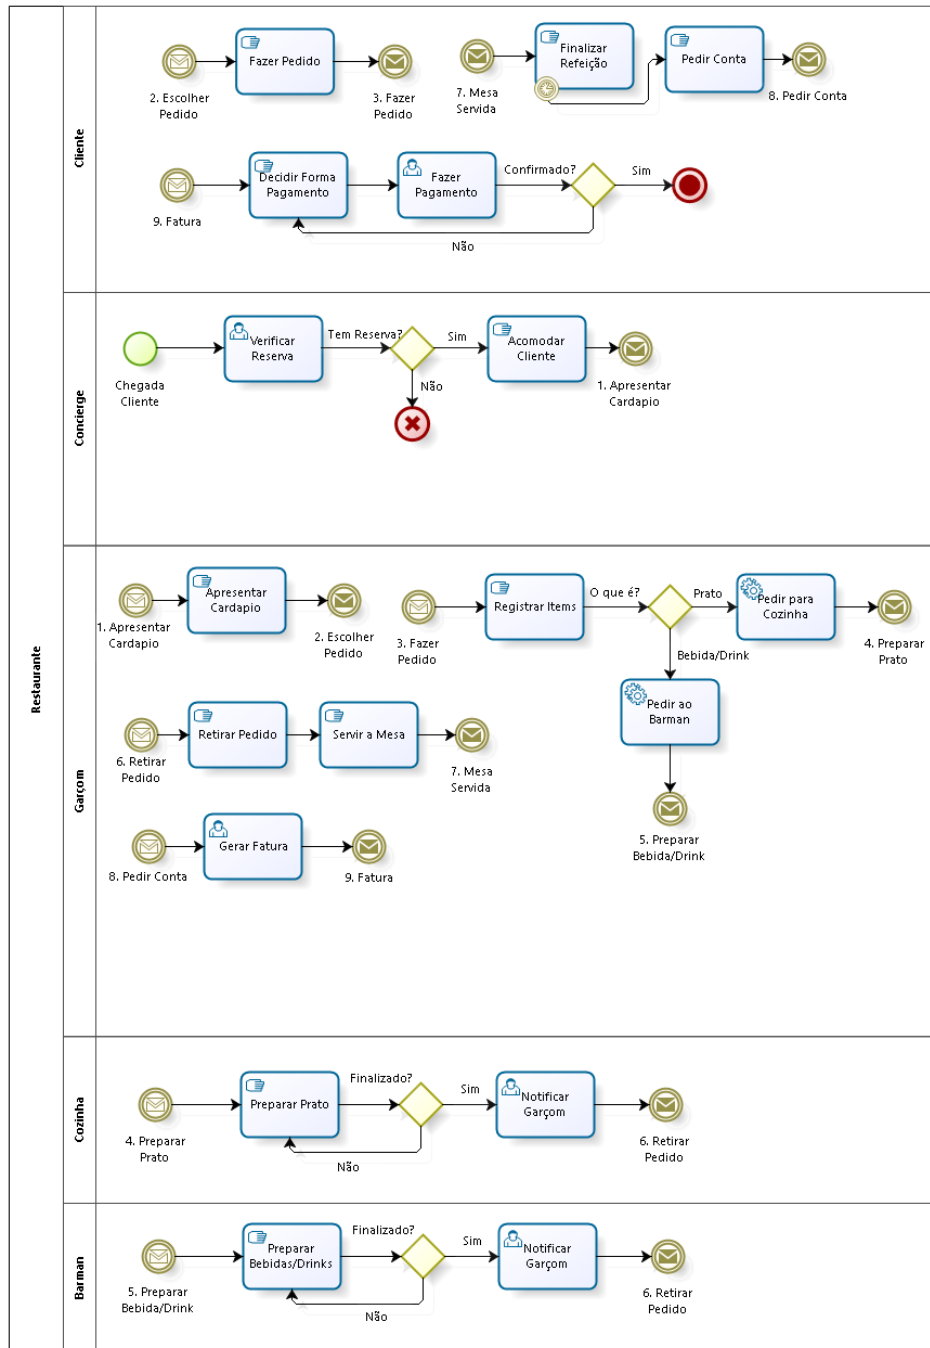 Restaurante
Cliente
2. Escolher
Pedido
Fazer Pedido
3. Fazer
Pedido
7. Mesa
Servida
Finalizar
Refeição
Pedir Conta
8. Pedir Conta
9. Fatura
Decidir Forma
Pagamento
Fazer
Pagamento
Confirmado?
Sim
Não
Concierge
Chegada
Cliente
Verificar
Reserva
Tem Reserva?
Sim
Não
Acomodar
Cliente
1. Apresentar
Cardapio
Garçom
1. Apresentar
Cardapio
Apresentar
Cardapio
2. Escolher
Pedido
3. Fazer
Pedido
Registrar Items
O que é?
Prato
Pedir para
Cozinha
4. Preparar
Prato
Bebida/Drink
Pedir ao
Barman
5. Preparar
Bebida/Drink
6. Retirar
Pedido
Retirar Pedido
Servir a Mesa
7. Mesa
Servida
8. Pedir Conta
Gerar Fatura
9. Fatura
Cozinha
4. Preparar
Prato
Preparar Prato
Finalizado?
Sim
Não
Notificar
Garçom
6. Retirar
Pedido
Barman
5. Preparar
Bebida/Drink
Preparar
Bebidas/Drinks
Finalizado?
Sim
Não
Notificar
Garçom
6. Retirar
Pedido